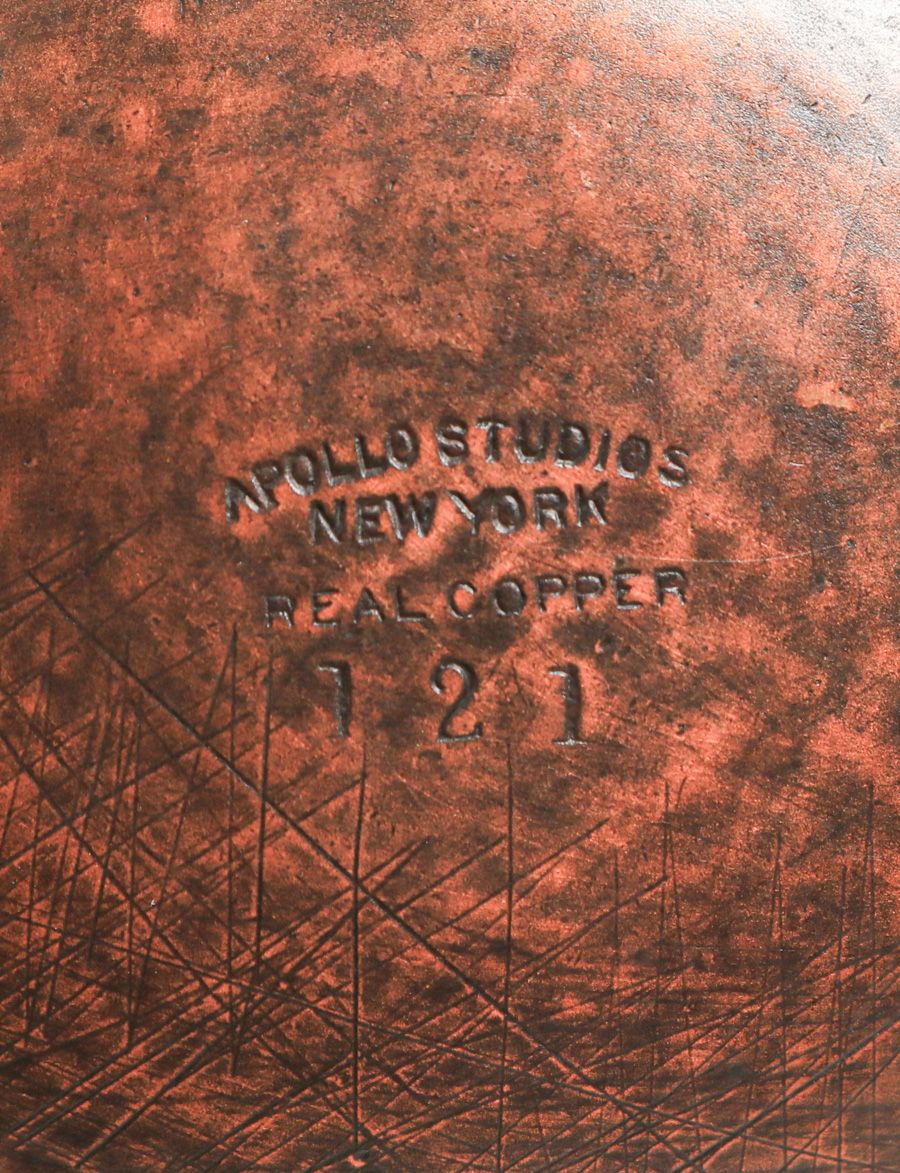 APOLLO STUDIOS
NEW YORK
REAL COPPER
121